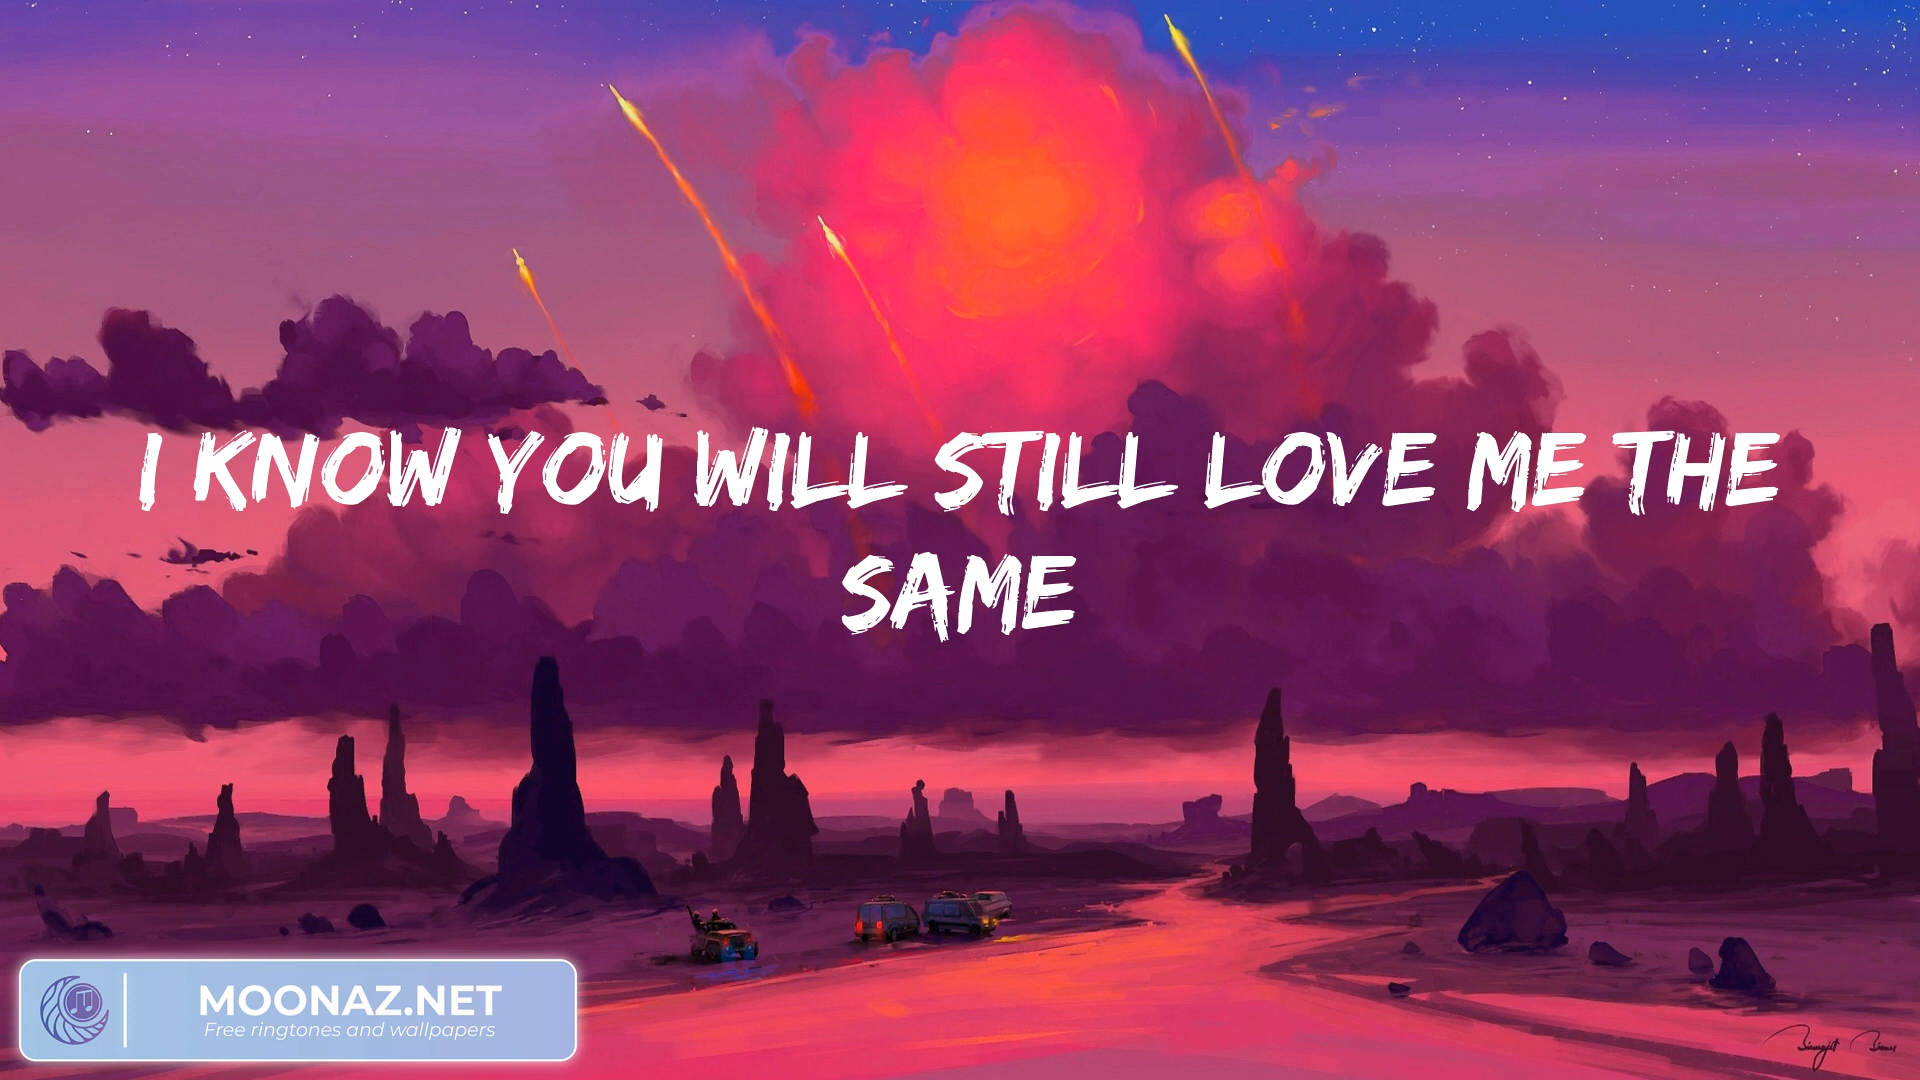 I KNOW YOU WILL STILL LOVE ME THE
SAME
MOONAZ.NET
Free ringtones and wallpapers